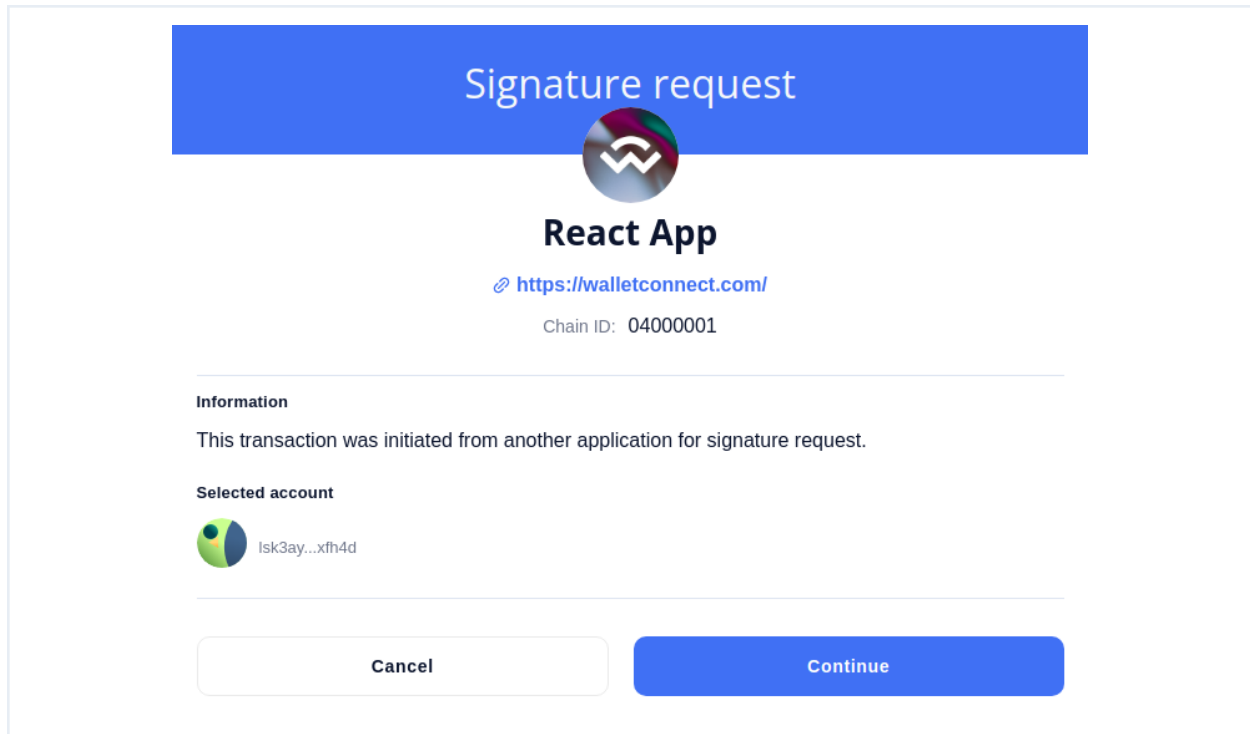 Signature request
React App
https://walletconnect.com/
Chain ID: 04000001
Information
This transaction was initiated from another application for signature request.
Selected account
lsk3ay...xfh4d
Cancel
Continue